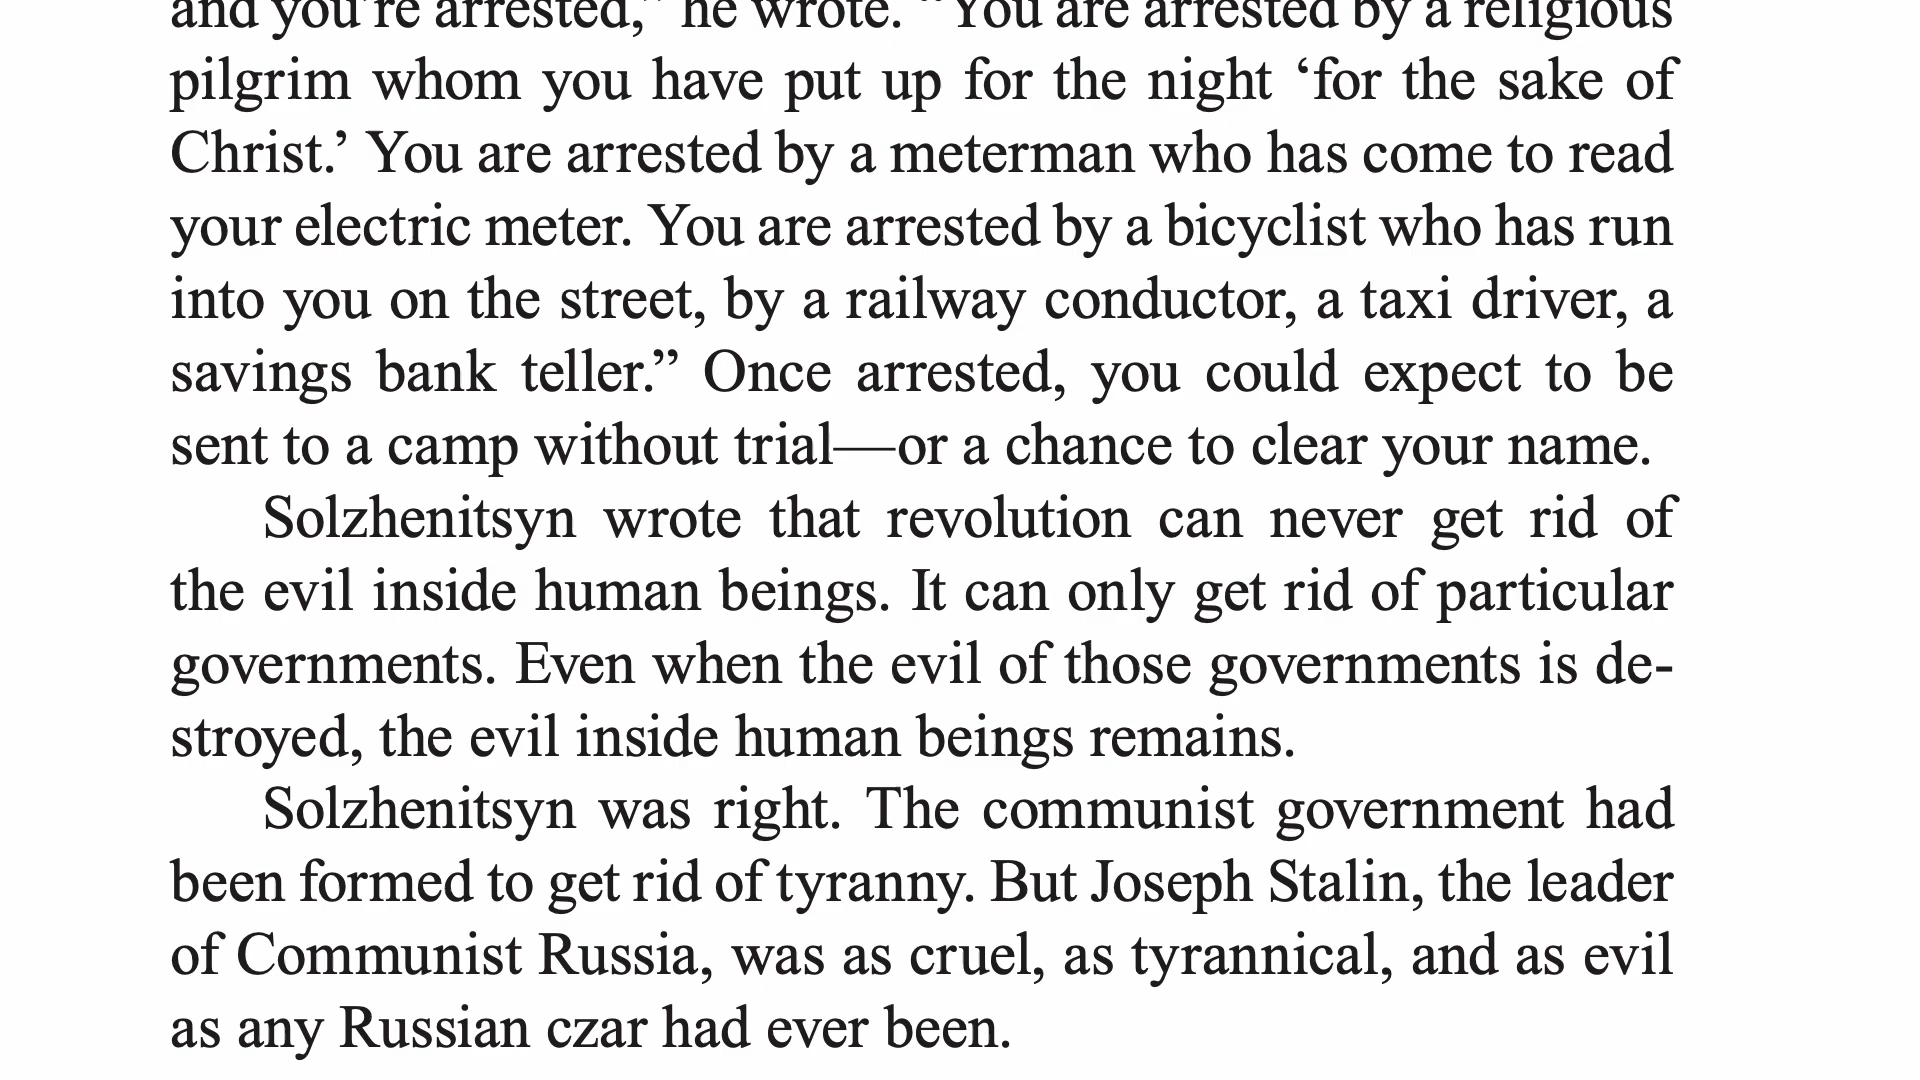 and you’re arrested,” he wrote. “You are arrested by a religious
pilgrim whom you have put up for the night ‘for the sake of
Christ.’ You are arrested by a meterman who has come to read
your electric meter. You are arrested by a bicyclist who has run
into you on the street, by a railway conductor, a taxi driver, a
savings bank teller.” Once arrested, you could expect to be
sent to a camp without trial—or a chance to clear your name.
Solzhenitsyn wrote that revolution can never get rid of
the evil inside human beings. It can only get rid of particular
governments. Even when the evil of those governments is de-
stroyed, the evil inside human beings remains.
Solzhenitsyn was right. The communist government had
been formed to get rid of tyranny. But Joseph Stalin, the leader
of Communist Russia, was as cruel, as tyrannical, and as evil
as any Russian czar had ever been.